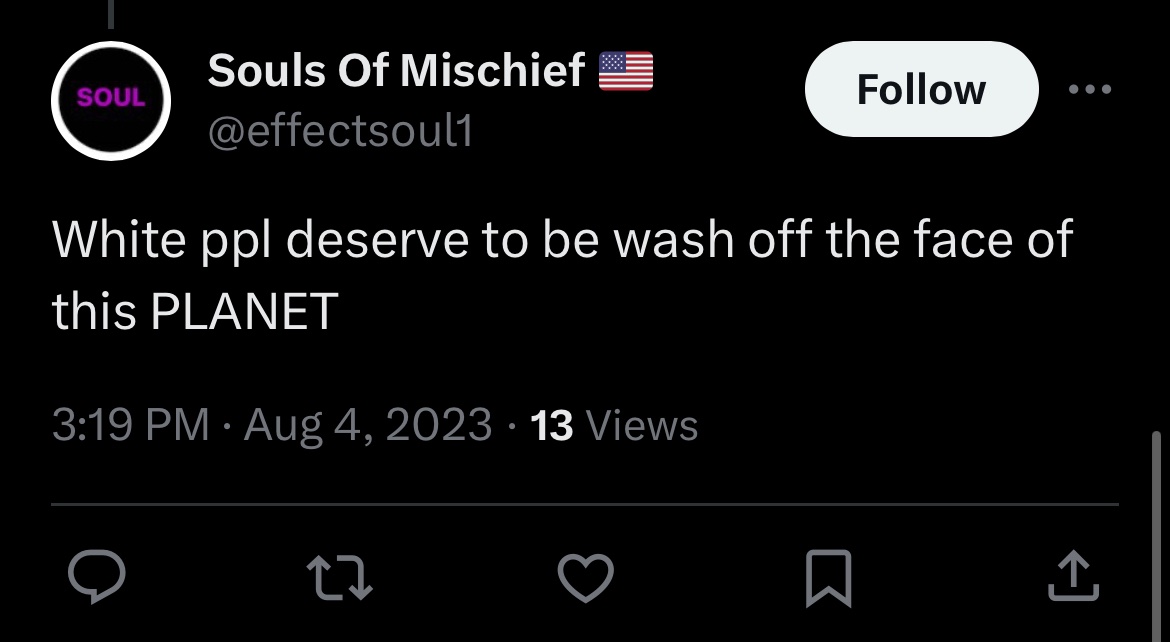 SOUL
Souls Of Mischief 🇺🇸
@effectsoul1
Follow
White ppl deserve to be wash off the face of
this PLANET
3:19 PM · Aug 4, 2023 · 13 Views